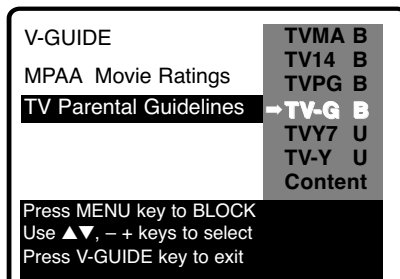 V-GUIDE
MPAA Movie Ratings
TV Parental Guidelines
TVMA B
TV14 B
TVPG B
➡TV-G B
TVY7 U
TV-Y U
Content
Press MENU key to BLOCK
Use ▲▼, – + keys to select
Press V-GUIDE key to exit